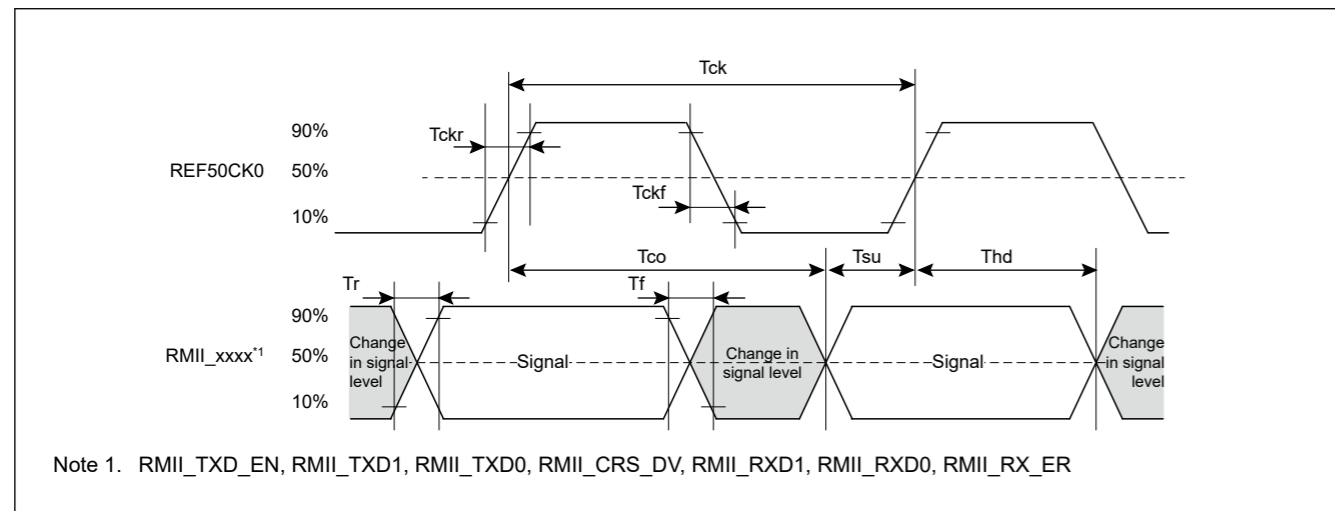 Tck
90%
Tckr
REF50CK0
50%
Tckf
10%
Tco
Tsu
Thd
Tr
Tf
90%
RMII_xxxx*1
50%
10%
Change
in signal
level
Signal
Change in
signal level
Signal
Change
in signal
level
Note 1. RMII_TXD_EN, RMII_TXD1, RMII_TXD0, RMII_CRS_DV, RMII_RXD1, RMII_RXD0, RMII_RX_ER